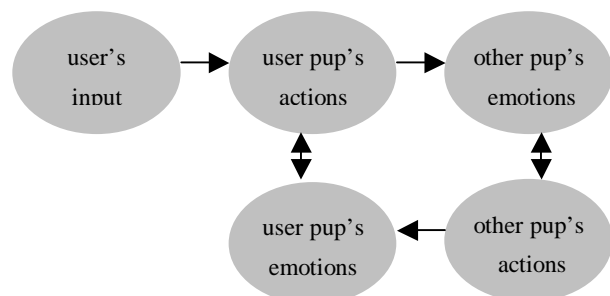 user's
input
user pup's
actions
other pup's
emotions
user pup's
emotions
other pup's
actions